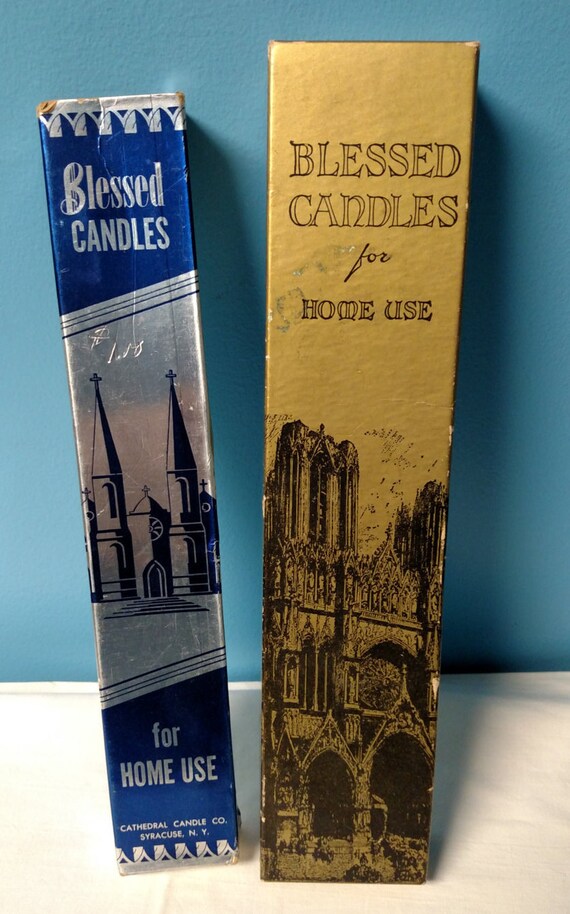 Blessed
CANDLES
for
HOME USE
CATHEDRAL CANDLE CO.
SYRACUSE, N. Y.
BLESSED
CANDLES
for
HOME USE